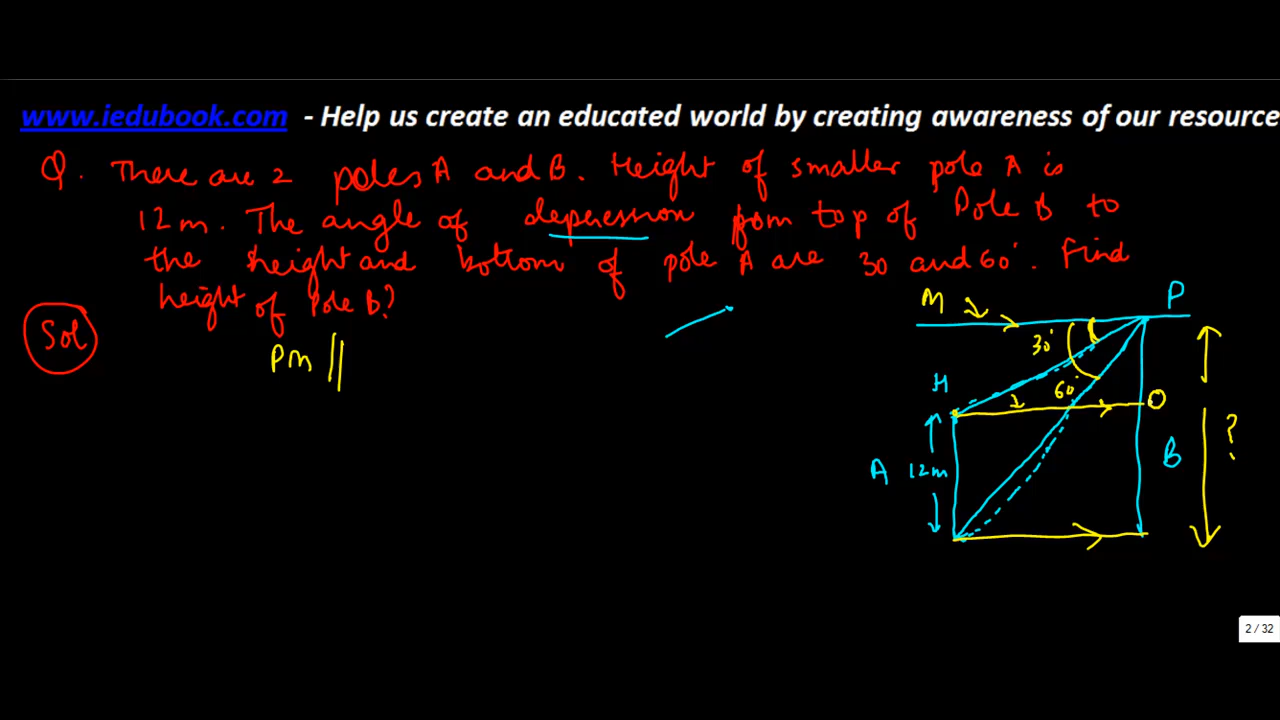 www.iedubook.com - Help us create an educated world by creating awareness of our resource
Q. There are 2 poles A and B. Height of smaller pole A is
12m. The angle of depression from top of Pole B to
the height and bottom of pole A are 30 and 60°. Find
height of Pole B?
Sol
PM ||
M
P
30°
60°
H
O
A 12m
B
?
2 / 32